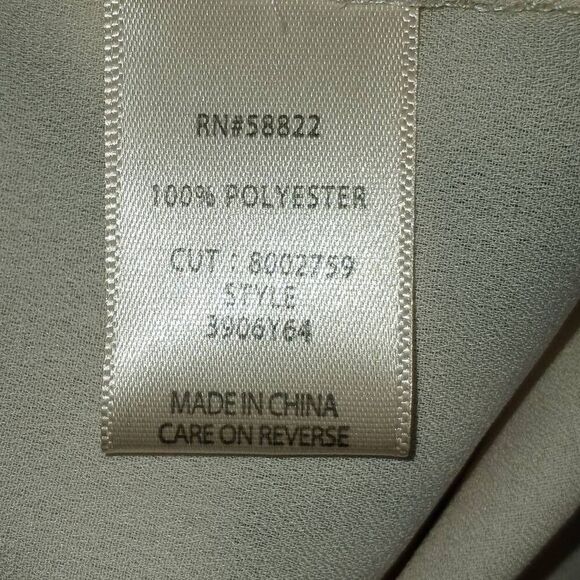 RN#58822
100% POLYESTER
CUT : 8002759
STYLE
3906Y64
MADE IN CHINA
CARE ON REVERSE